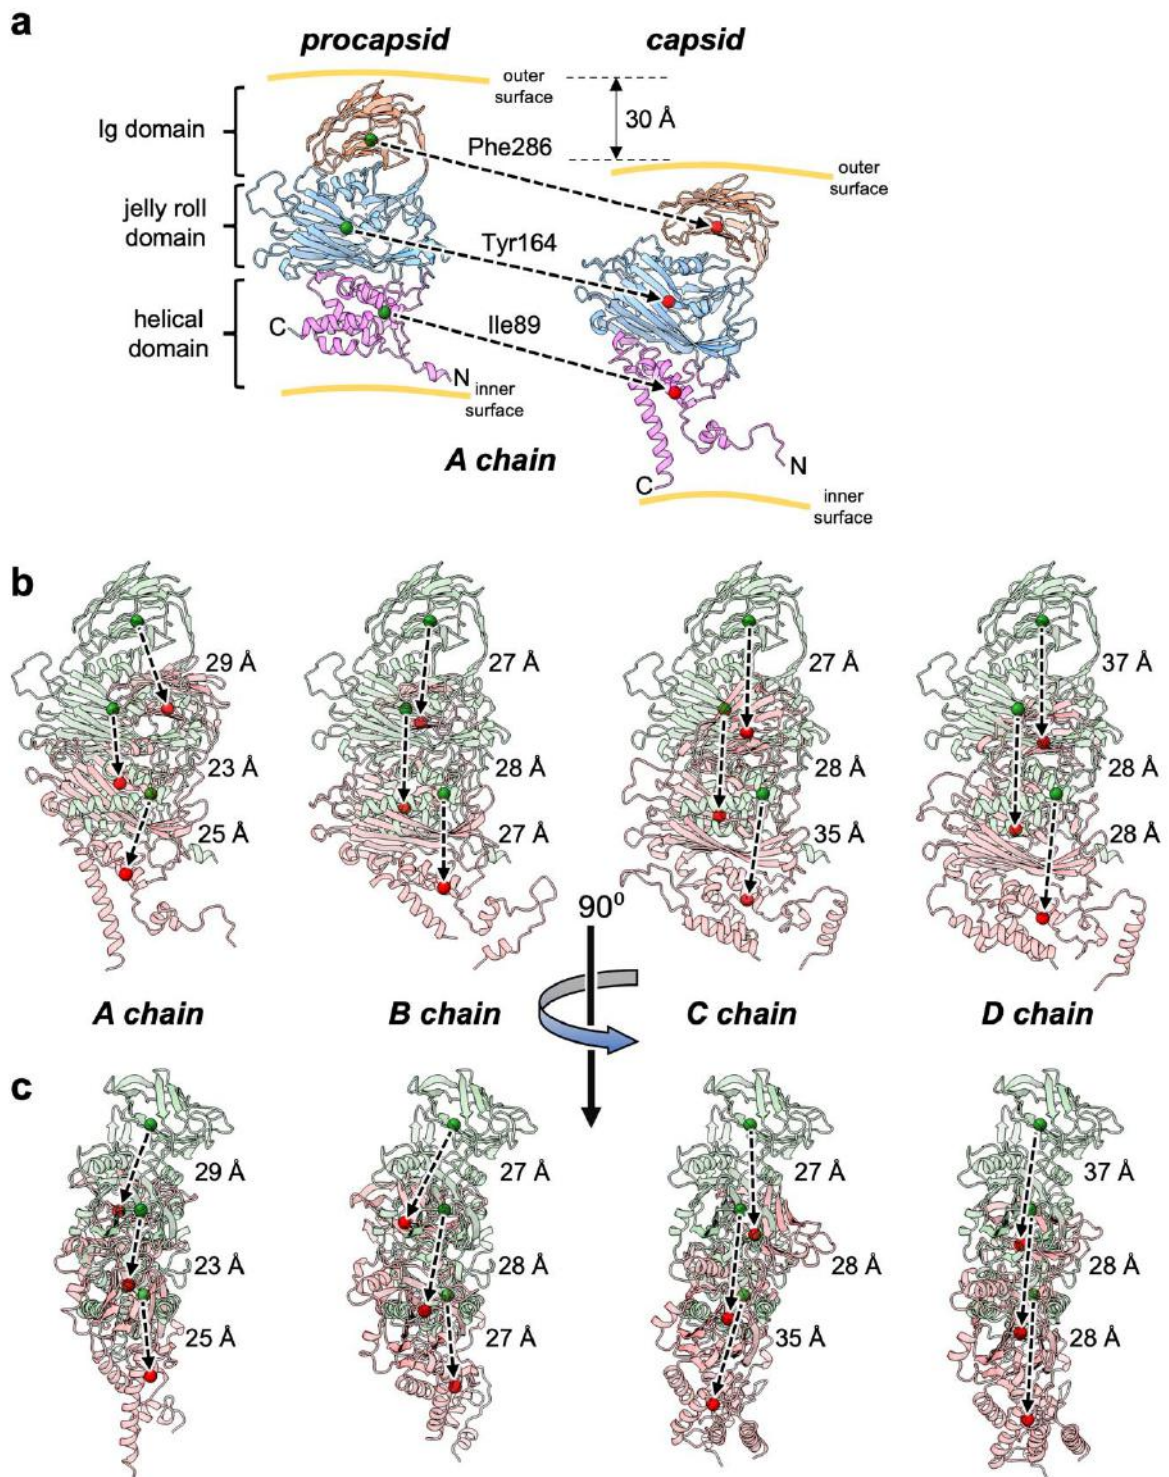 a
procapsid
capsid
outer
surface
30 Å
Ig domain
Phe286
outer
surface
jelly roll
domain
Tyr164
helical
domain
C
Ile89
N
inner
surface
A chain
N
C
inner
surface
b
29 Å
27 Å
27 Å
37 Å
23 Å
28 Å
28 Å
28 Å
25 Å
27 Å
35 Å
28 Å
90⁰
A chain
B chain
C chain
D chain
c
29 Å
27 Å
27 Å
37 Å
23 Å
28 Å
28 Å
28 Å
25 Å
27 Å
35 Å
28 Å